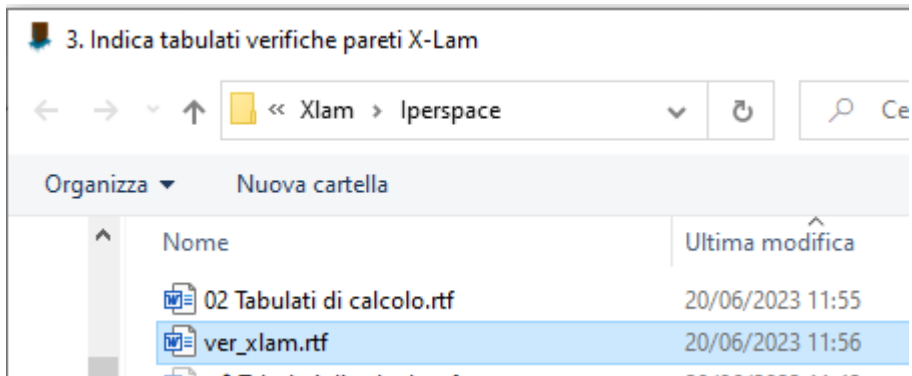 3. Indica tabulati verifiche pareti X-Lam
« Xlam > Iperspace
Organizza Nuova cartella
Nome Ultima modifica
02 Tabulati di calcolo.rtf 20/06/2023 11:55
ver_xlam.rtf 20/06/2023 11:56